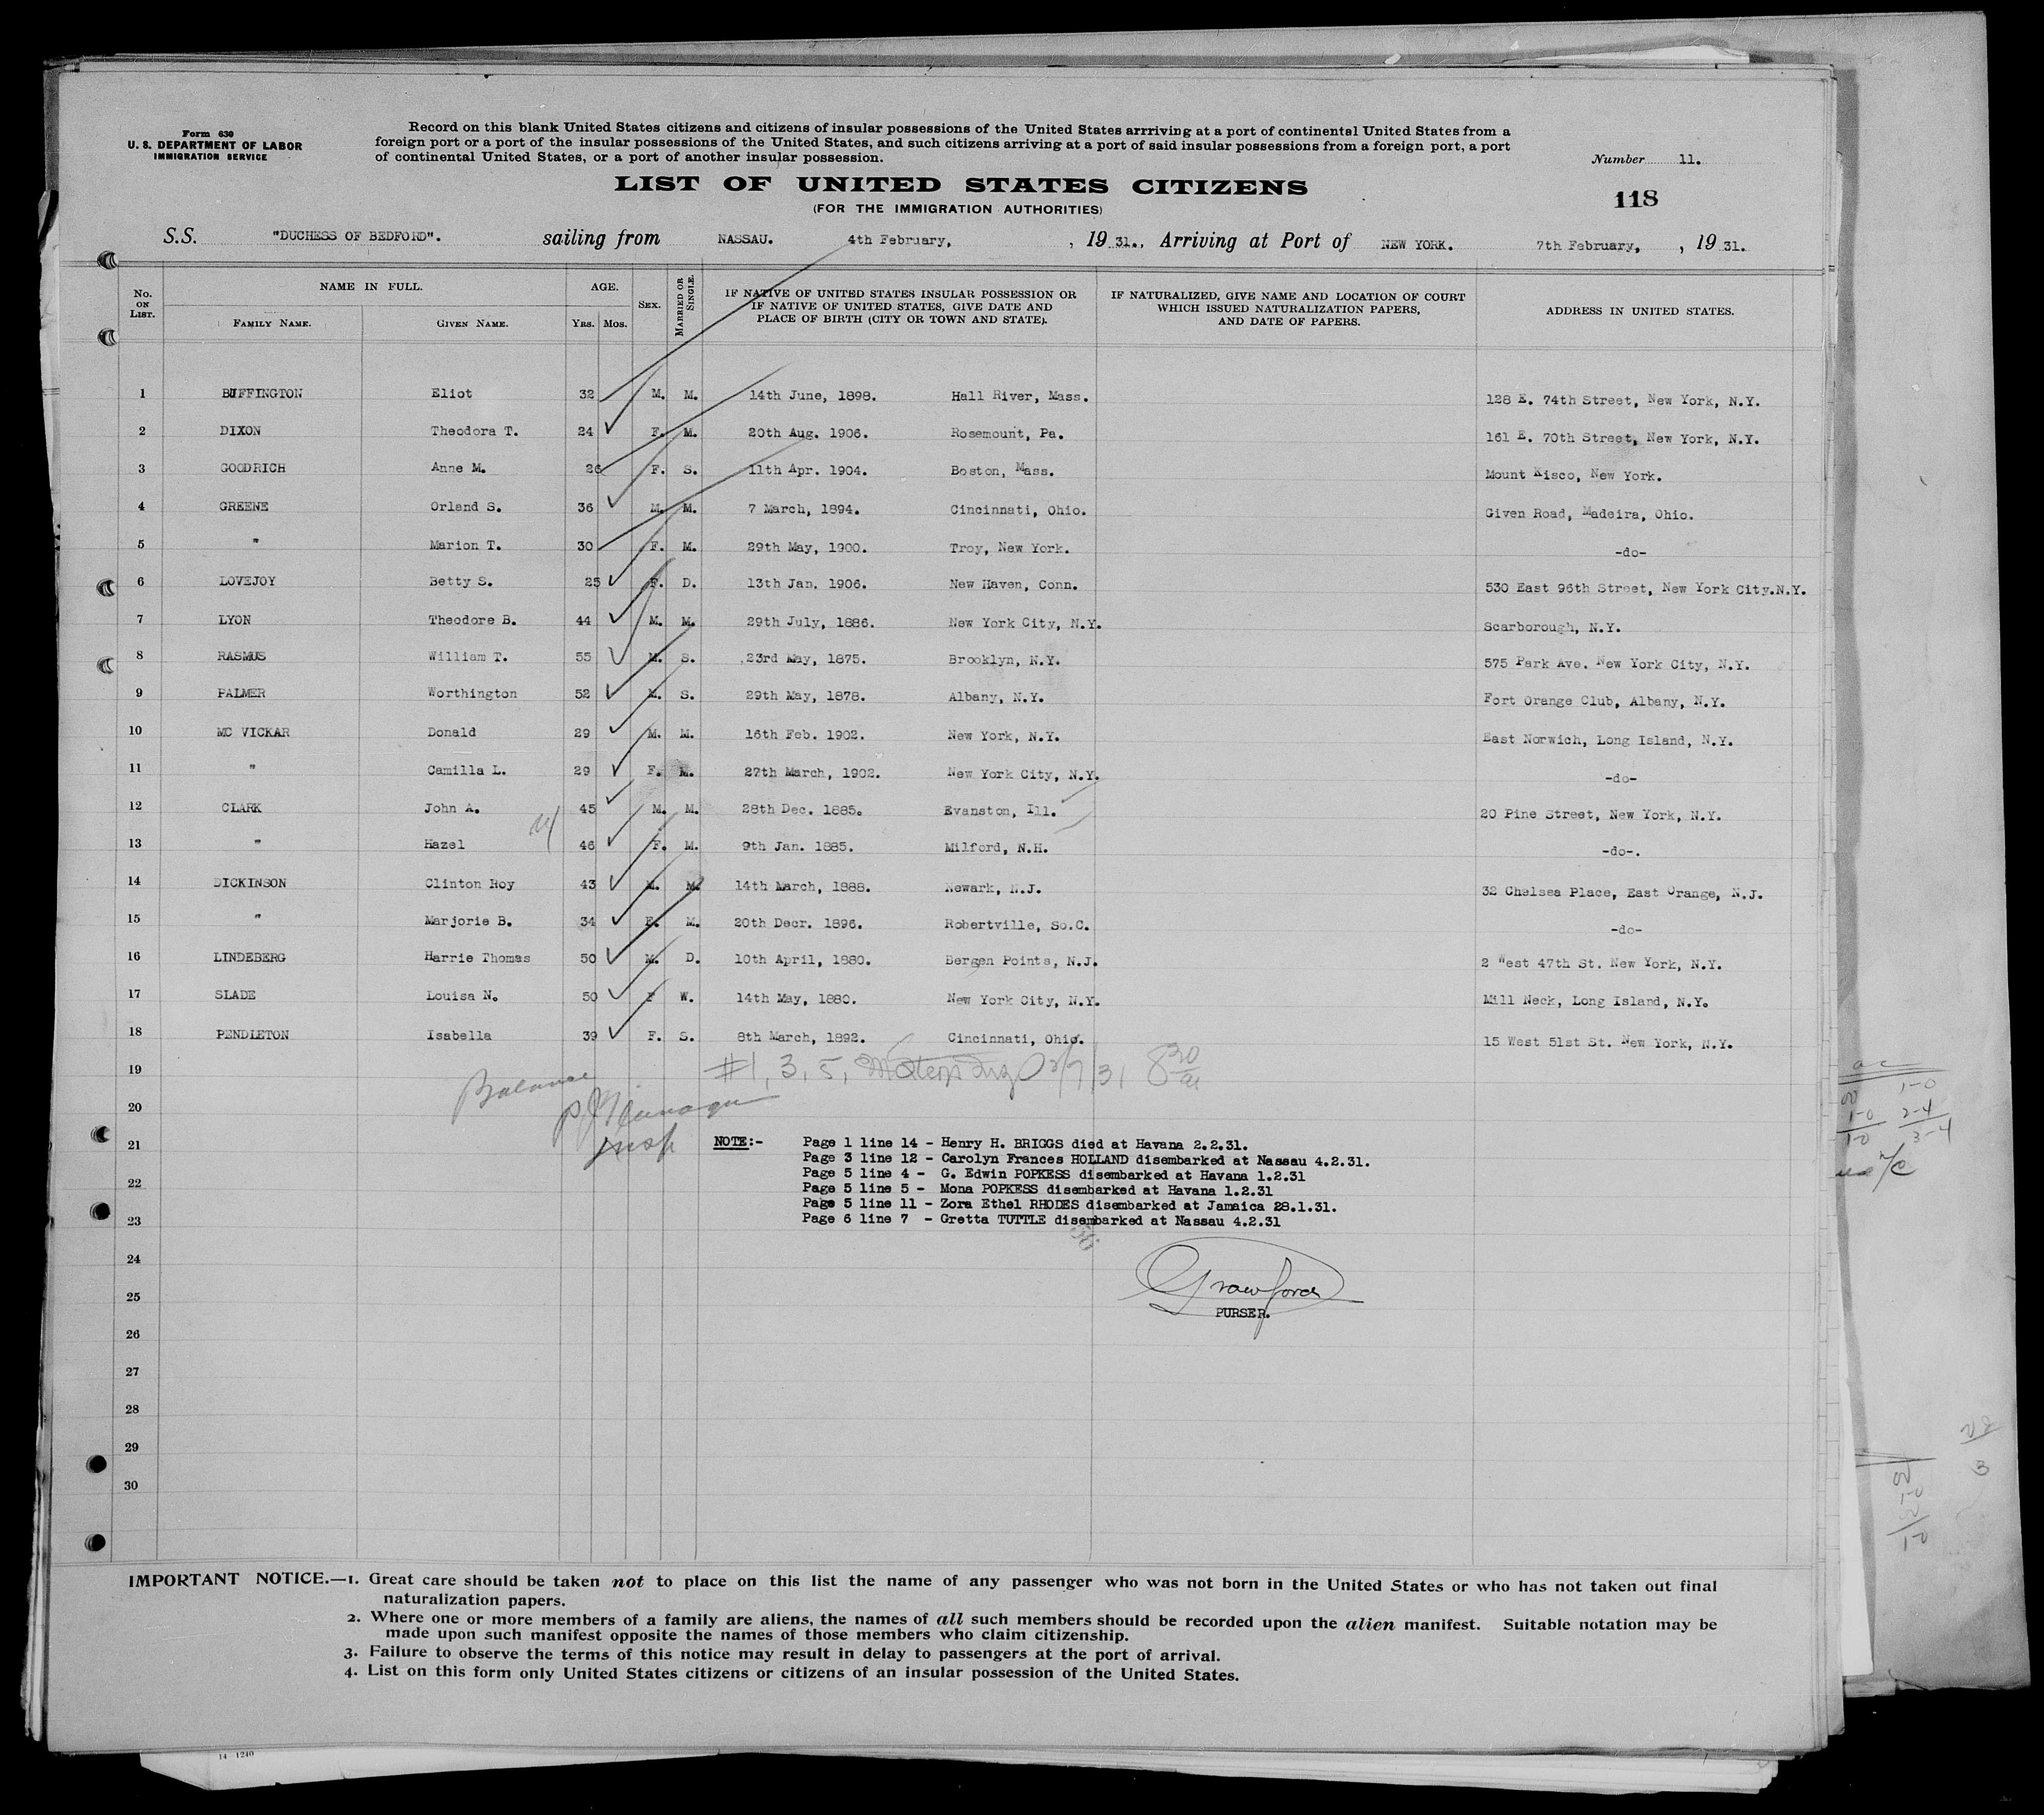 Form 630
U. S. DEPARTMENT OF LABOR
IMMIGRATION SERVICE
Record on this blank United States citizens and citizens of insular possessions of the United States arrriving at a port of continental United States from a
foreign port or a port of the insular possessions of the United States, and such citizens arriving at a port of said insular possessions from a foreign port, a port
of continental United States, or a port of another insular possession.
Number 11.
LIST OF UNITED STATES CITIZENS
118
(FOR THE IMMIGRATION AUTHORITIES)
S.S. "DUCHESS OF BEDFORD". sailing from NASSAU. 4th February, , 19 31., Arriving at Port of NEW YORK. 7th February, , 19 31.
No. ON LIST.
NAME IN FULL.
FAMILY NAME. GIVEN NAME.
AGE.
YRS. MOS.
SEX.
MARRIED OR SINGLE.
IF NATIVE OF UNITED STATES INSULAR POSSESSION OR
IF NATIVE OF UNITED STATES, GIVE DATE AND
PLACE OF BIRTH (CITY OR TOWN AND STATE).
IF NATURALIZED, GIVE NAME AND LOCATION OF COURT
WHICH ISSUED NATURALIZATION PAPERS,
AND DATE OF PAPERS.
ADDRESS IN UNITED STATES.
1 BUFFINGTON Eliot 32 M. M. 14th June, 1898. Hall River, Mass. 128 E. 74th Street, New York, N.Y.
2 DIXON Theodora T. 24 F. M. 20th Aug. 1906. Rosemount, Pa. 161 E. 70th Street, New York, N.Y.
3 GOODRICH Anne M. 26 F. S. 11th Apr. 1904. Boston, Mass. Mount Kisco, New York.
4 GREENE Orlend S. 36 M. M. 7 March, 1894. Cincinnati, Ohio. Given Road, Madeira, Ohio.
5 " Marion T. 30 F. M. 29th May, 1900. Troy, New York. -do-
6 LOVEJOY Betty S. 25 F. D. 13th Jan. 1906. New Haven, Conn. 530 East 96th Street, New York City.N.Y.
7 LYON Theodore B. 44 M. M. 29th July, 1886. New York City, N.Y. Scarborough, N.Y.
8 RASMUS William T. 55 M. S. 23rd May, 1875. Brooklyn, N.Y. 575 Park Ave. New York City, N.Y.
9 PALMER Worthington 52 M. S. 29th May, 1878. Albany, N.Y. Fort Orange Club, Albany, N.Y.
10 MC VICKAR Donald 29 M. M. 16th Feb. 1902. New York, N.Y. East Norwich, Long Island, N.Y.
11 " Camilla L. 29 F. M. 27th March, 1902. New York City, N.Y. -do-
12 CLARK John A. 45 M. M. 28th Dec. 1885. Evanston, Ill. 20 Pine Street, New York, N.Y.
13 " Hazel 46 F. M. 9th Jan. 1885. Milford, N.H. -do-.
14 DICKINSON Clinton Hoy 43 M. M. 14th March, 1888. Newark, N.J. 32 Chelsea Place, East Orange, N.J.
15 " Marjorie B. 34 F. M. 20th Decr. 1896. Robertville, So.C. -do-
16 LINDEBERG Harrie Thomas 50 M. D. 10th April, 1880. Bergen Points, N.J. 2 West 47th St. New York, N.Y.
17 SLADE Louisa N. 50 F W. 14th May, 1880. New York City, N.Y. Mill Neck, Long Island, N.Y.
18 PENDLETON Isabella 39 F. S. 8th March, 1892. Cincinnati, Ohio. 15 West 51st St. New York, N.Y.
19 #1, 3, 5, 2/7/31
Balance
20
Insp
21 NOTE:- Page 1 line 14 - Henry H. BRIGGS died at Havana 2.2.31.
Page 3 line 12 - Carolyn Frances HOLLAND disembarked at Nassau 4.2.31.
Page 5 line 4 - G. Edwin POPKESS disembarked at Havana 1.2.31
22 Page 5 line 5 - Mona POPKESS disembarked at Havana 1.2.31
Page 5 line 11 - Zora Ethel RHODES disembarked at Jamaica 28.1.31.
23 Page 6 line 7 - Gretta TUTTLE disembarked at Nassau 4.2.31
24
Crawford
25
PURSER.
26
27
28
29
30
IMPORTANT NOTICE.—1. Great care should be taken not to place on this list the name of any passenger who was not born in the United States or who has not taken out final
naturalization papers.
2. Where one or more members of a family are aliens, the names of all such members should be recorded upon the alien manifest. Suitable notation may be
made upon such manifest opposite the names of those members who claim citizenship.
3. Failure to observe the terms of this notice may result in delay to passengers at the port of arrival.
4. List on this form only United States citizens or citizens of an insular possession of the United States.
14—1240